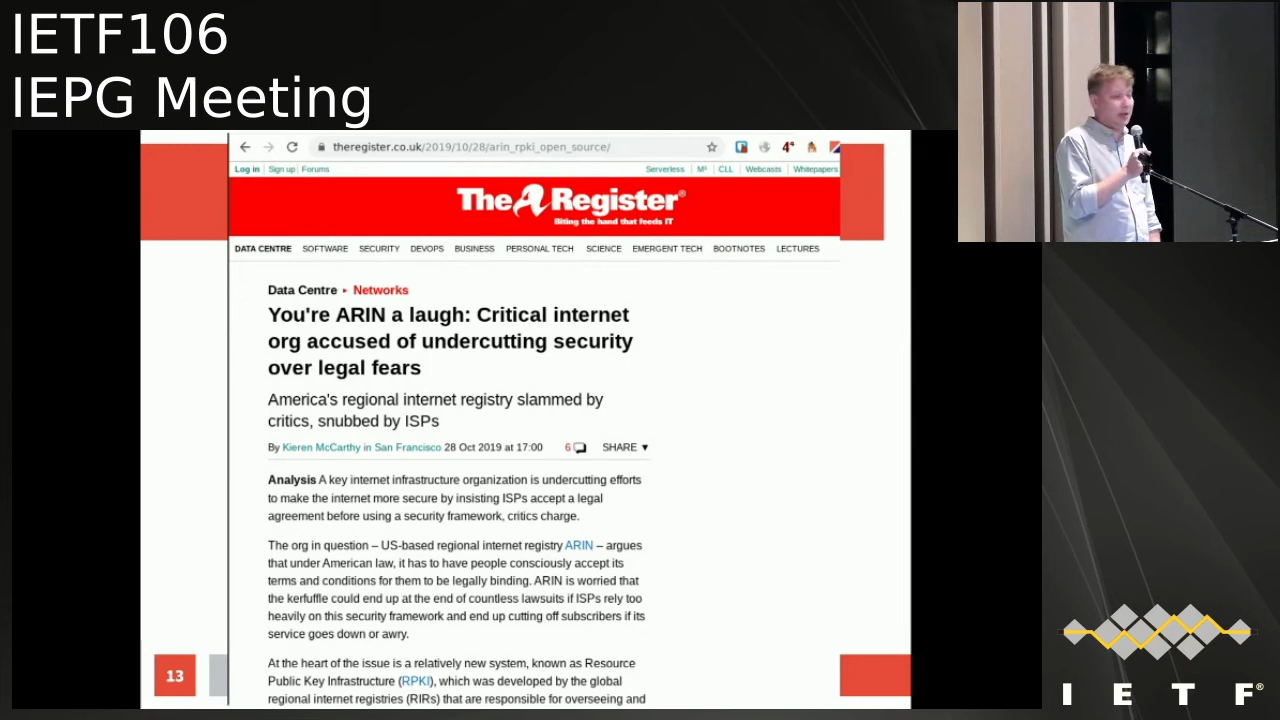 IETF106
IEPG Meeting
theregister.co.uk/2019/10/28/arin_rpki_open_source/
Log in Sign up Forums Serverless M³ CLL Webcasts Whitepapers
The Register®
Biting the hand that feeds IT
DATA CENTRE SOFTWARE SECURITY DEVOPS BUSINESS PERSONAL TECH SCIENCE EMERGENT TECH BOOTNOTES LECTURES
Data Centre ▸ Networks
You're ARIN a laugh: Critical internet
org accused of undercutting security
over legal fears
America's regional internet registry slammed by
critics, snubbed by ISPs
By Kieren McCarthy in San Francisco 28 Oct 2019 at 17:00 6 SHARE ▼
Analysis A key internet infrastructure organization is undercutting efforts
to make the internet more secure by insisting ISPs accept a legal
agreement before using a security framework, critics charge.
The org in question – US-based regional internet registry ARIN – argues
that under American law, it has to have people consciously accept its
terms and conditions for them to be legally binding. ARIN is worried that
the kerfuffle could end up at the end of countless lawsuits if ISPs rely too
heavily on this security framework and end up cutting off subscribers if its
service goes down or awry.
At the heart of the issue is a relatively new system, known as Resource
Public Key Infrastructure (RPKI), which was developed by the global
regional internet registries (RIRs) that are responsible for overseeing and
13
I E T F®